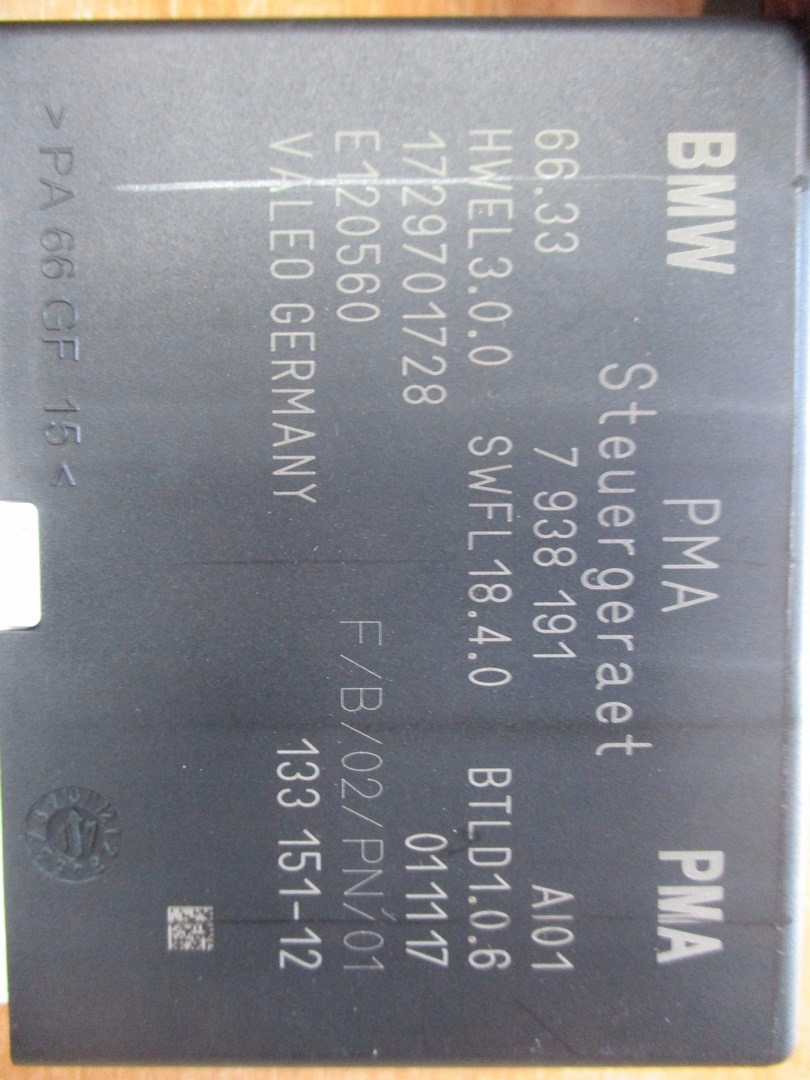 BMW PMA PMA
Steuergeraet
66.33 7 938 191 AI01
HWEL3.0.0 SWFL18.4.0 BTLD1.0.6
1729701728 011117
E120560 F/B/02/PN/01
VALEO GERMANY 133 151-12
>PA 66 GF 15<
17